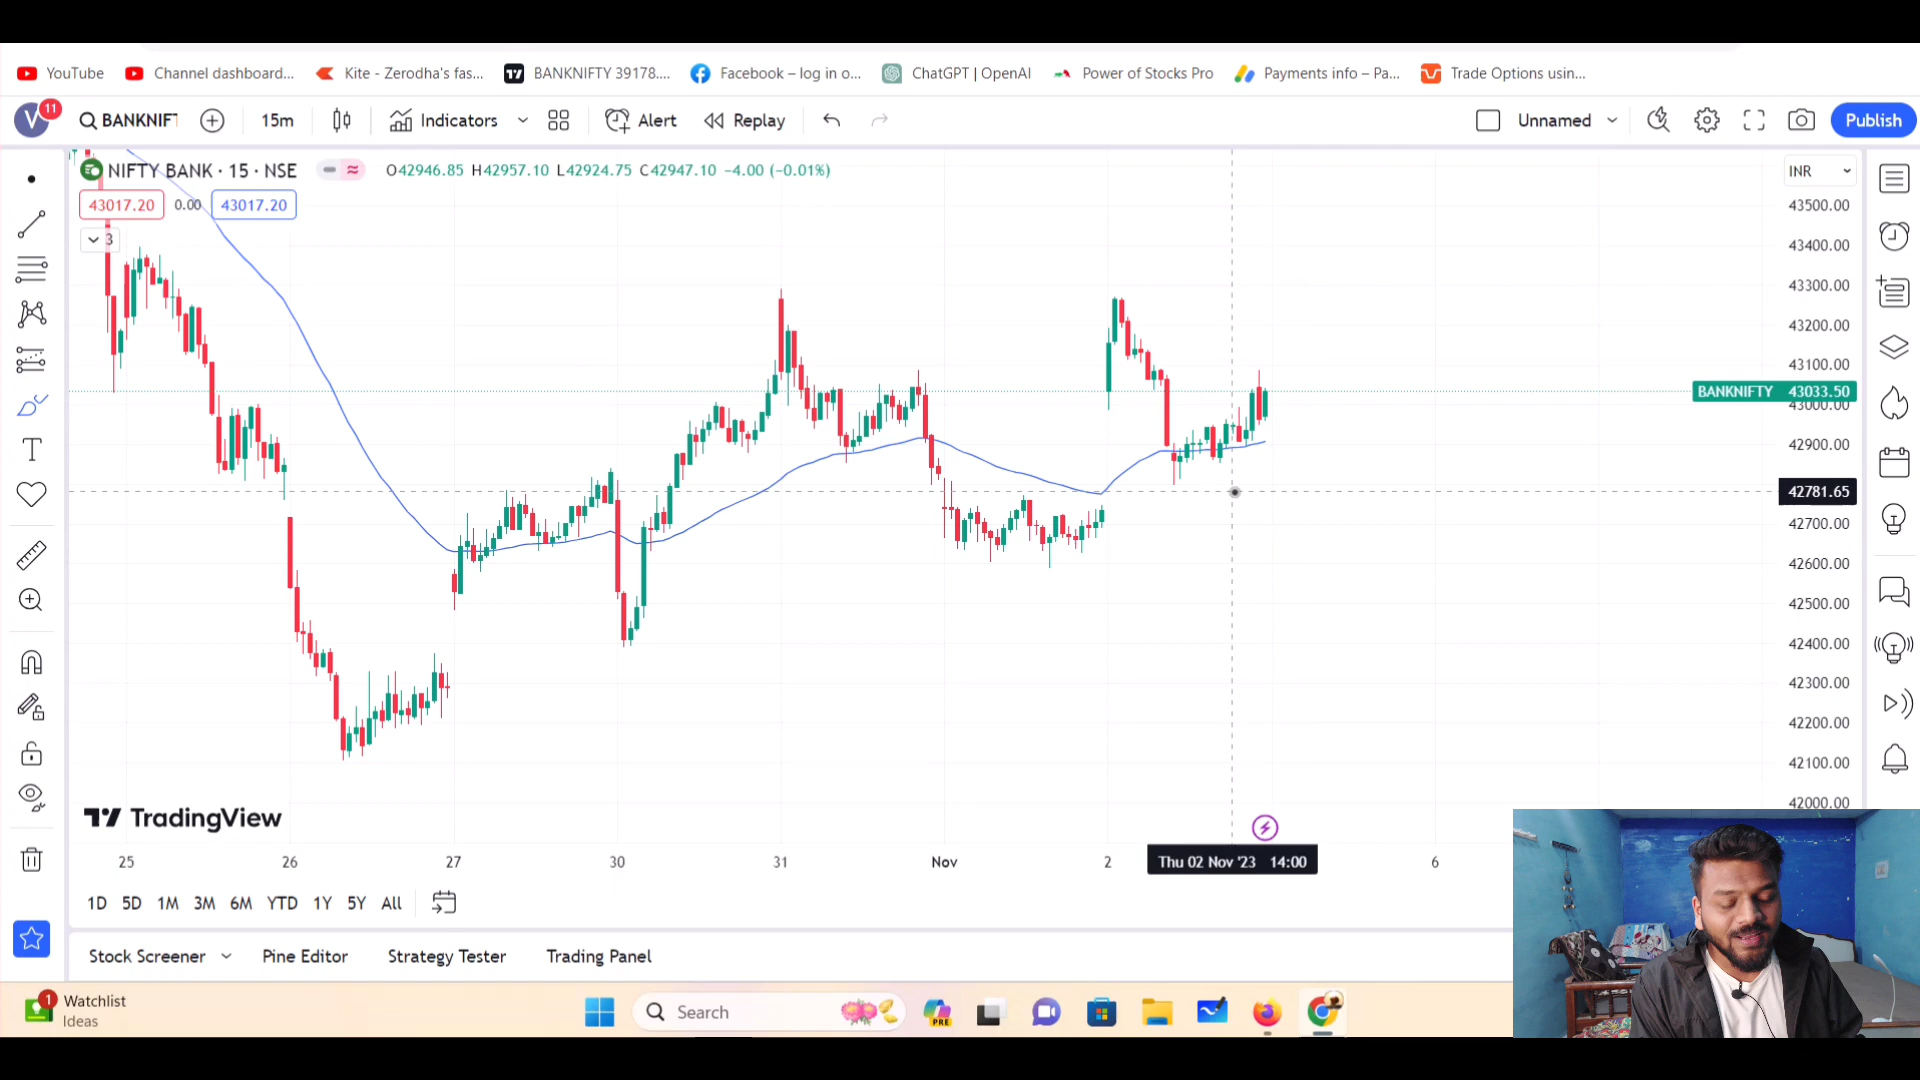 YouTube Channel dashboard... Kite - Zerodha's fas... BANKNIFTY 39178.... Facebook – log in o... ChatGPT | OpenAI Power of Stocks Pro Payments info – Pa... Trade Options usin...
V 11 BANKNIFT 15m Indicators Alert Replay Unnamed Publish
NIFTY BANK · 15 · NSE O42946.85 H42957.10 L42924.75 C42947.10 −4.00 (−0.01%) INR
43017.20 0.00 43017.20
3
43500.00
43400.00
43300.00
43200.00
43100.00
BANKNIFTY 43033.50
43000.00
42900.00
42781.65
42700.00
42600.00
42500.00
42400.00
42300.00
42200.00
42100.00
42000.00
TradingView
25 26 27 30 31 Nov 2 Thu 02 Nov '23 14:00 6
1D 5D 1M 3M 6M YTD 1Y 5Y All
Stock Screener Pine Editor Strategy Tester Trading Panel
1 Watchlist
Ideas
Search PRE